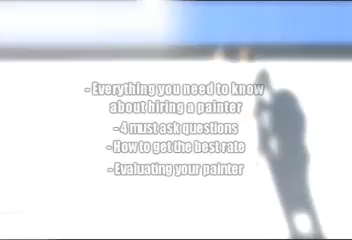 - Everything you need to know
about hiring a painter
- 4 must ask questions
- How to get the best rate
- Evaluating your painter